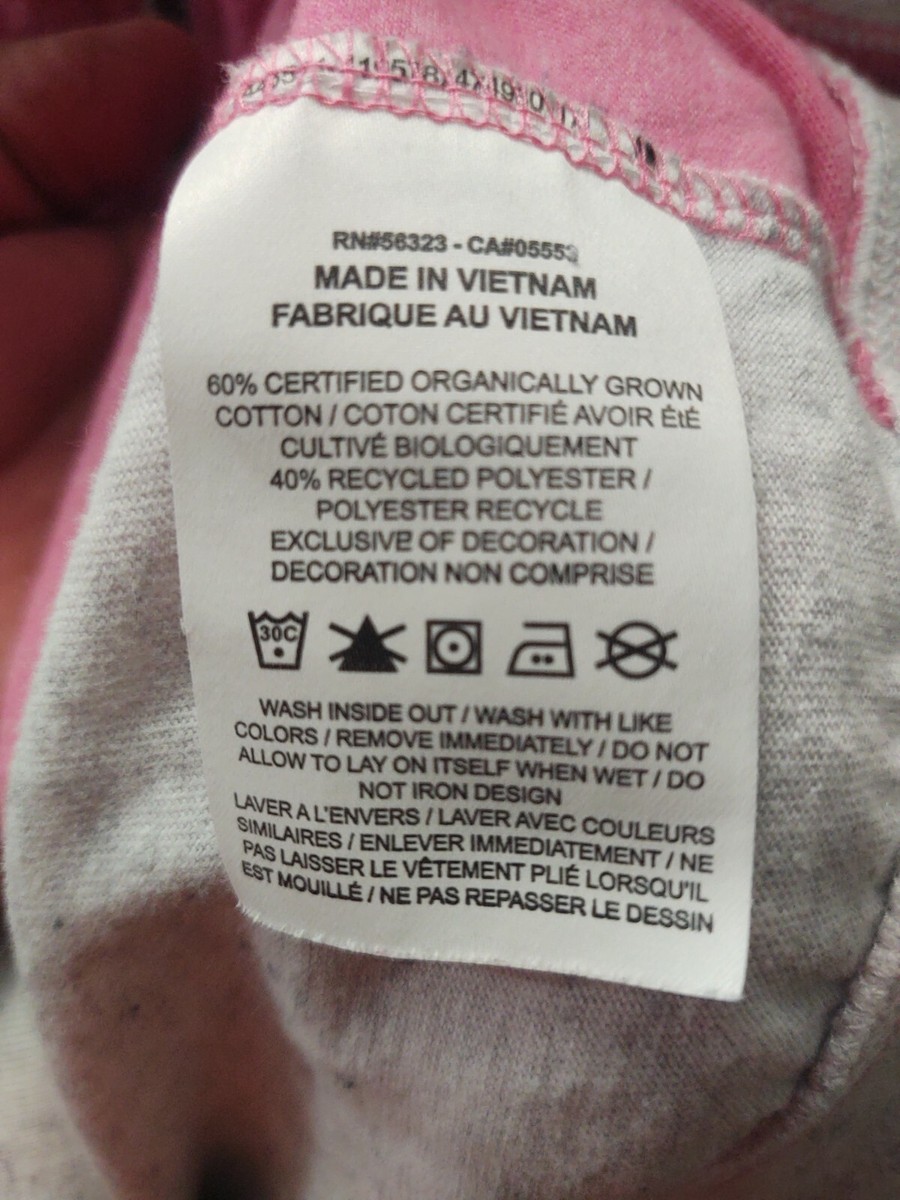 RN#56323 - CA#05553
MADE IN VIETNAM
FABRIQUE AU VIETNAM
60% CERTIFIED ORGANICALLY GROWN
COTTON / COTON CERTIFIÉ AVOIR ÉtÉ
CULTIVÉ BIOLOGIQUEMENT
40% RECYCLED POLYESTER /
POLYESTER RECYCLE
EXCLUSIVE OF DECORATION /
DECORATION NON COMPRISE
30C
WASH INSIDE OUT / WASH WITH LIKE
COLORS / REMOVE IMMEDIATELY / DO NOT
ALLOW TO LAY ON ITSELF WHEN WET / DO
NOT IRON DESIGN
LAVER A L'ENVERS / LAVER AVEC COULEURS
SIMILAIRES / ENLEVER IMMEDIATEMENT / NE
PAS LAISSER LE VÊTEMENT PLIÉ LORSQU'IL
EST MOUILLÉ / NE PAS REPASSER LE DESSIN